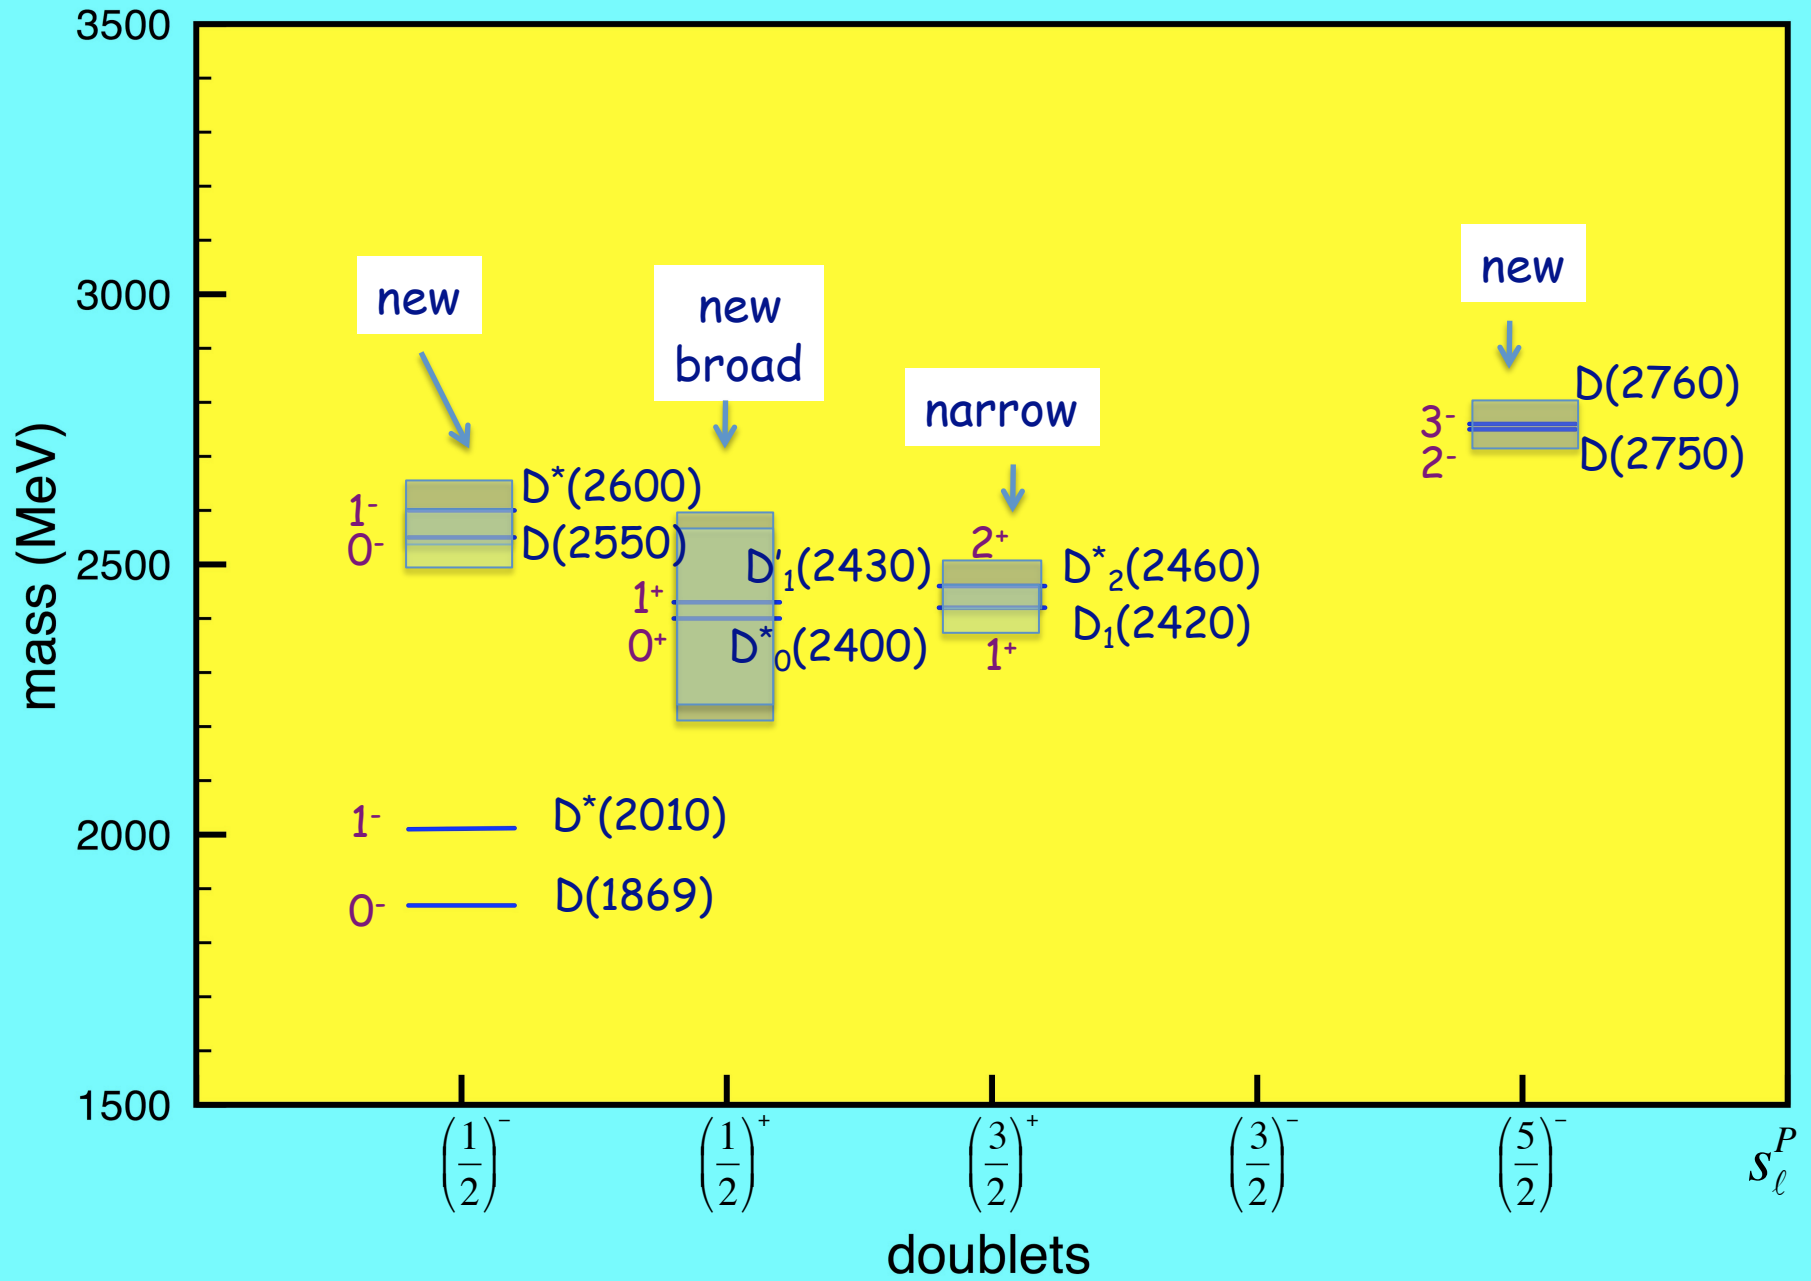 3500
3000
2500
2000
1500
mass (MeV)
new
new
broad
narrow
new
D(2760)
3⁻
2⁻
D(2750)
1⁻
0⁻
D*(2600)
D(2550)
D'₁(2430)
1⁺
0⁺
D*₀(2400)
2⁺
D*₂(2460)
D₁(2420)
1⁺
1⁻
D*(2010)
0⁻
D(1869)
(1/2)⁻
(1/2)⁺
(3/2)⁺
(3/2)⁻
(5/2)⁻
s_ℓ^P
doublets